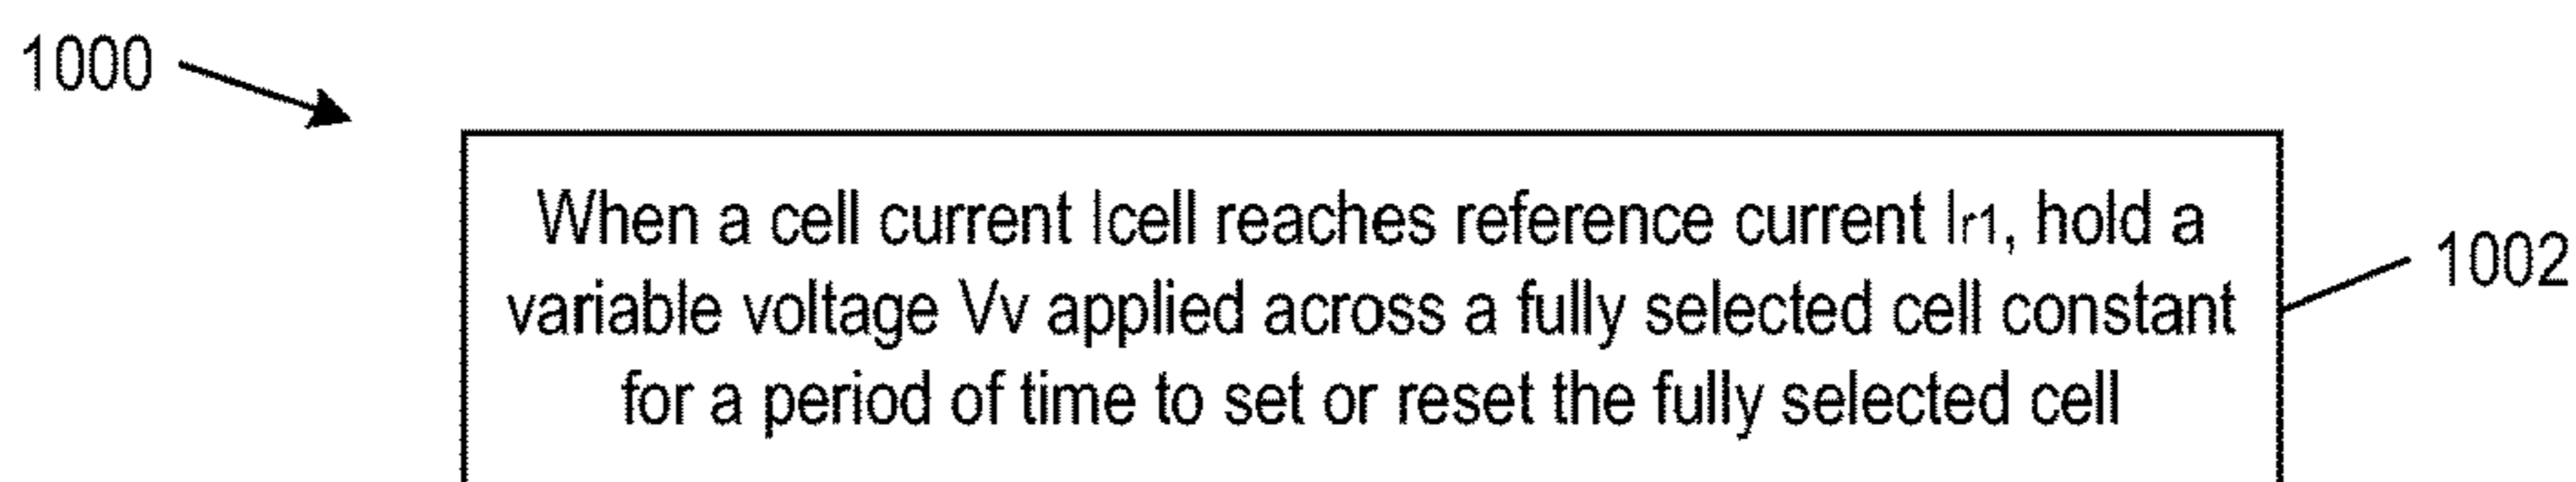 1000
When a cell current Icell reaches reference current Ir1, hold a
variable voltage Vv applied across a fully selected cell constant
for a period of time to set or reset the fully selected cell
1002